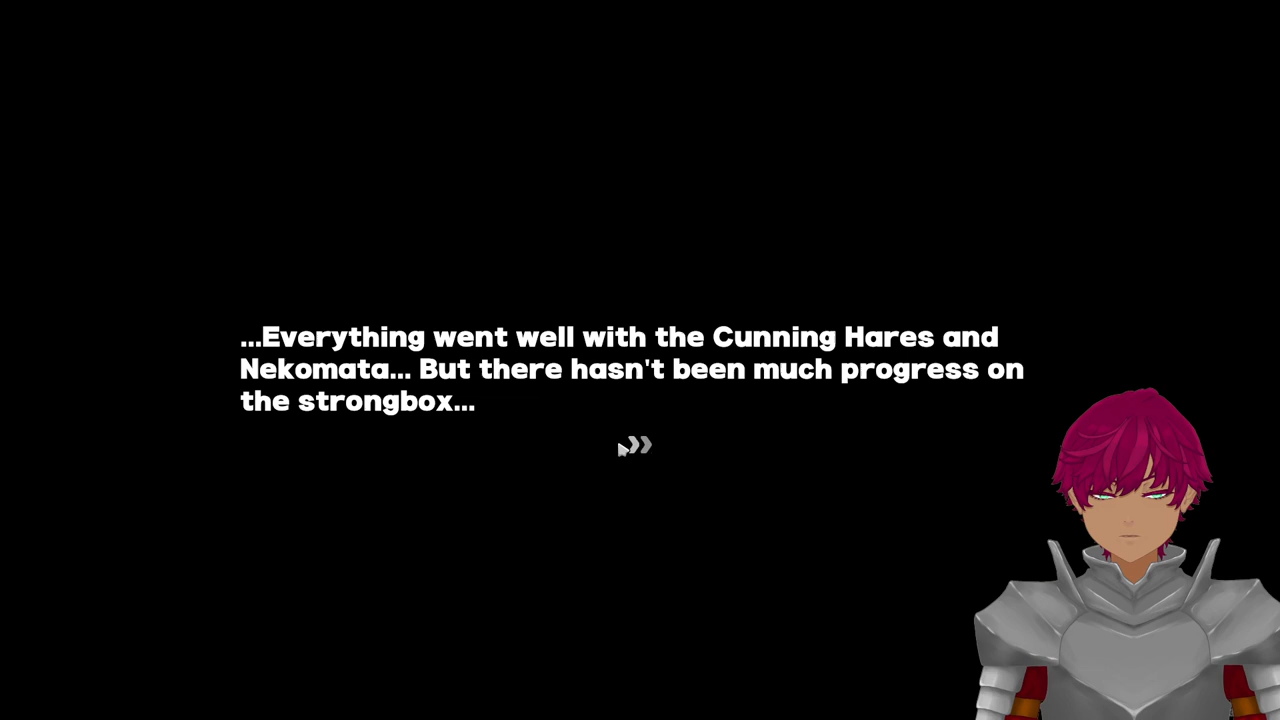 ...Everything went well with the Cunning Hares and
Nekomata... But there hasn't been much progress on
the strongbox...